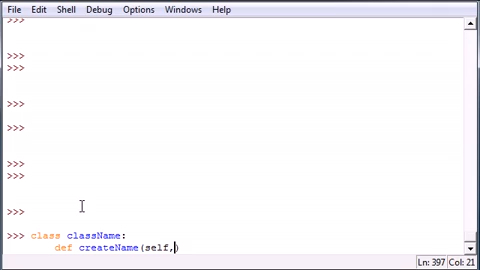 File Edit Shell Debug Options Windows Help
>>>
>>>
>>>
>>>
>>>
>>>
>>>
>>>
>>> class className:
def createName(self,)
Ln: 397 Col: 21